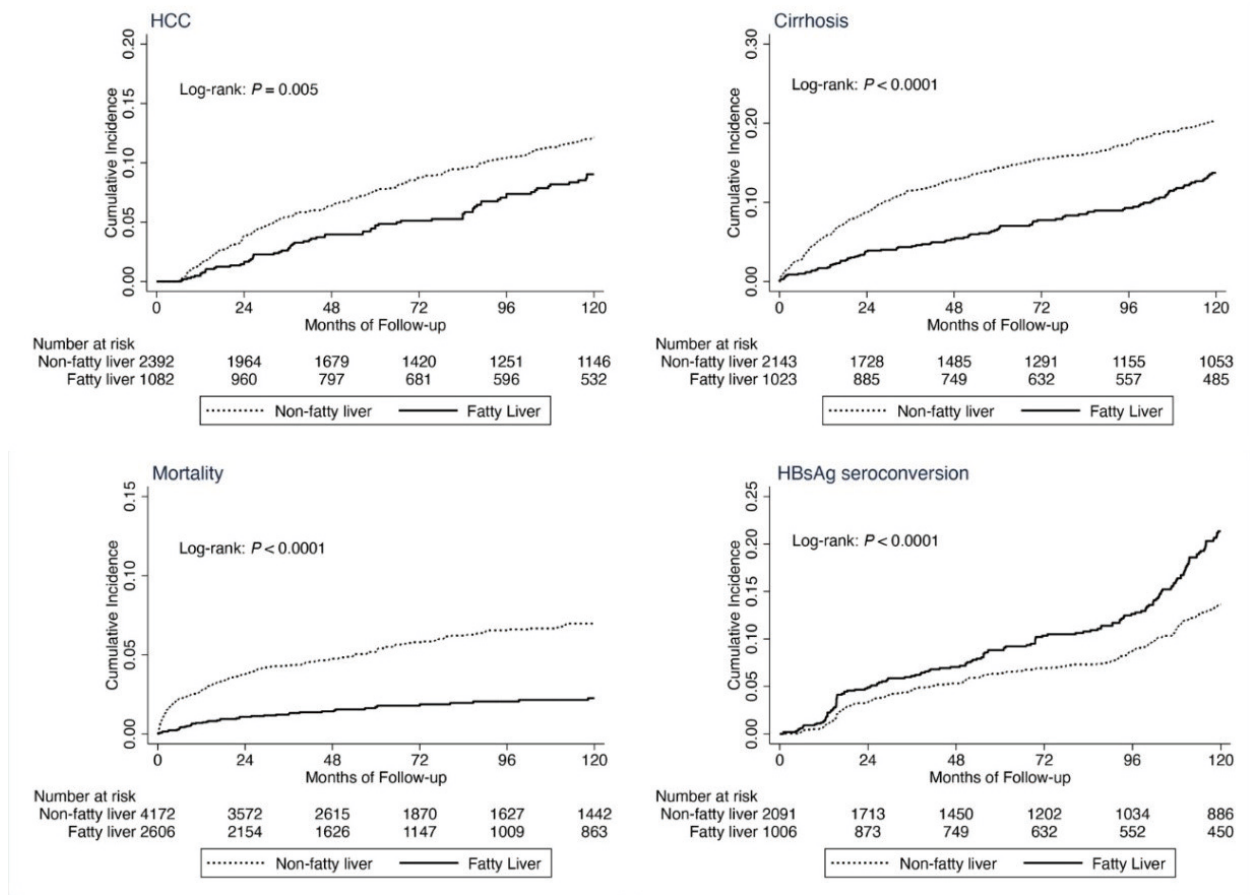 HCC
Cumulative Incidence
0.20
0.15
0.10
0.05
0.00
Log-rank: P = 0.005
0 24 48 72 96 120
Months of Follow-up
Number at risk
Non-fatty liver 2392 1964 1679 1420 1251 1146
Fatty liver 1082 960 797 681 596 532
Non-fatty liver Fatty Liver
Cirrhosis
Cumulative Incidence
0.30
0.20
0.10
0.00
Log-rank: P < 0.0001
0 24 48 72 96 120
Months of Follow-up
Number at risk
Non-fatty liver 2143 1728 1485 1291 1155 1053
Fatty liver 1023 885 749 632 557 485
Non-fatty liver Fatty Liver
Mortality
Cumulative Incidence
0.15
0.10
0.05
0.00
Log-rank: P < 0.0001
0 24 48 72 96 120
Months of Follow-up
Number at risk
Non-fatty liver 4172 3572 2615 1870 1627 1442
Fatty liver 2606 2154 1626 1147 1009 863
Non-fatty liver Fatty Liver
HBsAg seroconversion
Cumulative Incidence
0.25
0.20
0.15
0.10
0.05
0.00
Log-rank: P < 0.0001
0 24 48 72 96 120
Months of Follow-up
Number at risk
Non-fatty liver 2091 1713 1450 1202 1034 886
Fatty liver 1006 873 749 632 552 450
Non-fatty liver Fatty Liver